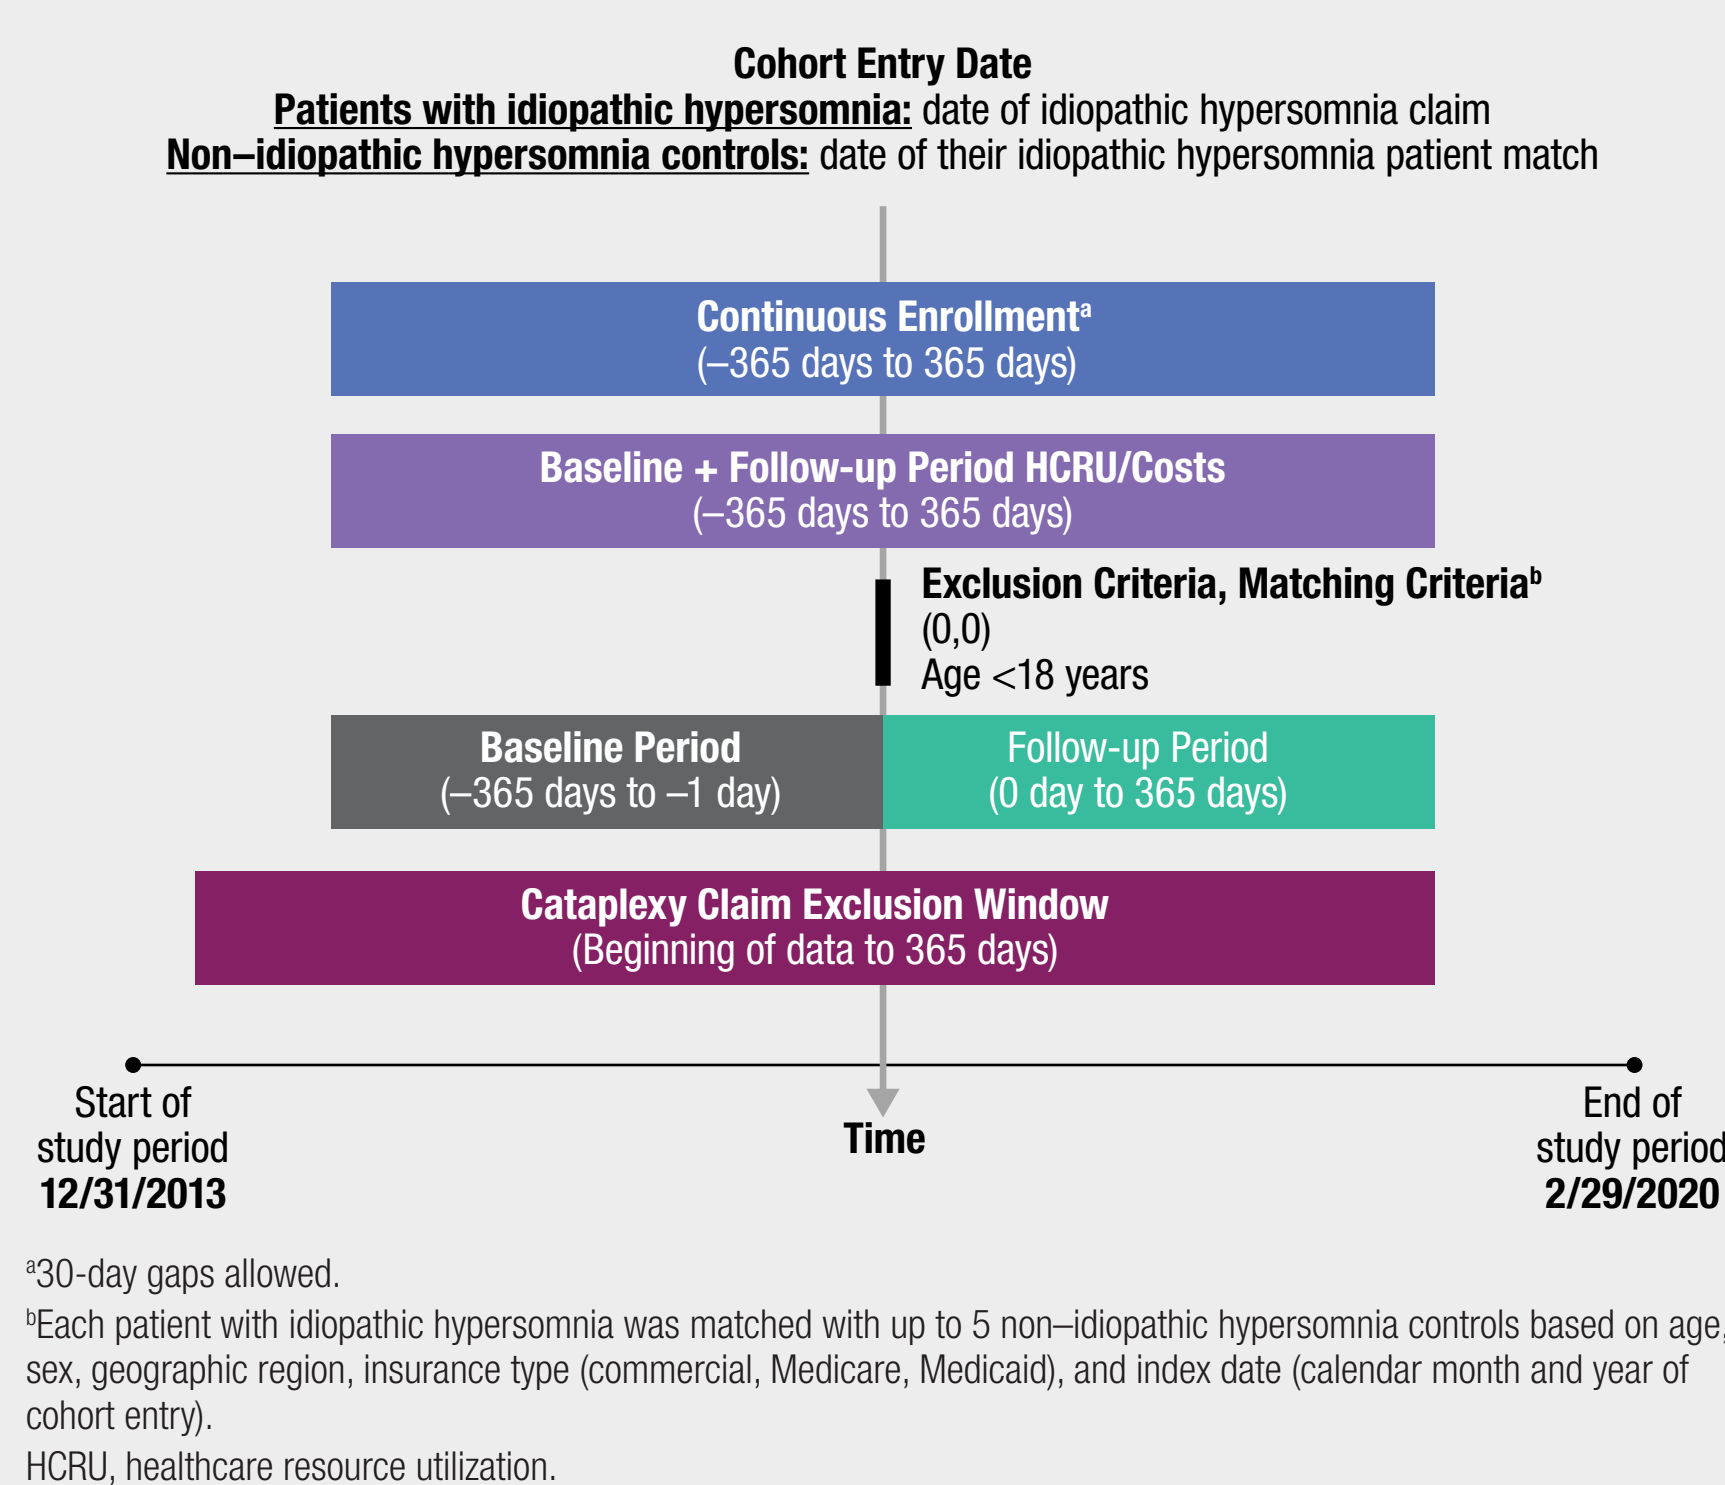 Cohort Entry Date
Patients with idiopathic hypersomnia: date of idiopathic hypersomnia claim
Non–idiopathic hypersomnia controls: date of their idiopathic hypersomnia patient match
Continuous Enrollmentᵃ
(–365 days to 365 days)
Baseline + Follow-up Period HCRU/Costs
(–365 days to 365 days)
Exclusion Criteria, Matching Criteriaᵇ
(0,0)
Age <18 years
Baseline Period
(–365 days to –1 day)
Follow-up Period
(0 day to 365 days)
Cataplexy Claim Exclusion Window
(Beginning of data to 365 days)
Start of
study period
12/31/2013
Time
End of
study period
2/29/2020
ᵃ30-day gaps allowed.
ᵇEach patient with idiopathic hypersomnia was matched with up to 5 non–idiopathic hypersomnia controls based on age,
sex, geographic region, insurance type (commercial, Medicare, Medicaid), and index date (calendar month and year of
cohort entry).
HCRU, healthcare resource utilization.